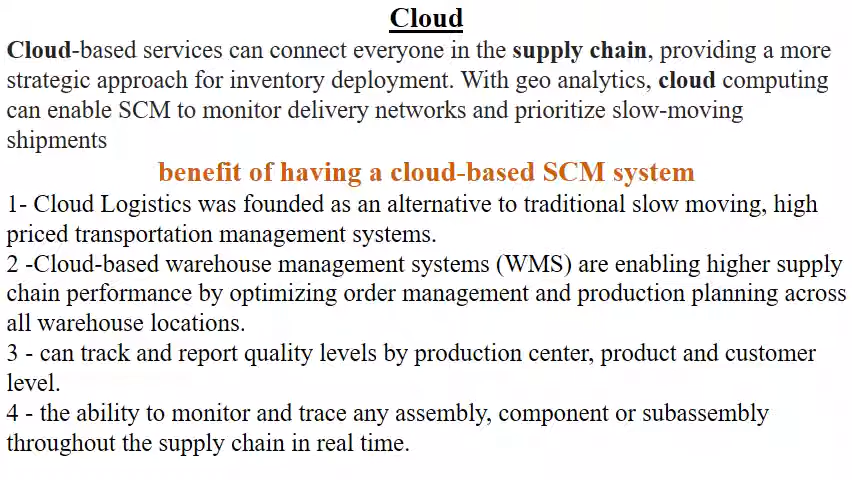 Cloud
Cloud-based services can connect everyone in the supply chain, providing a more
strategic approach for inventory deployment. With geo analytics, cloud computing
can enable SCM to monitor delivery networks and prioritize slow-moving
shipments
benefit of having a cloud-based SCM system
1- Cloud Logistics was founded as an alternative to traditional slow moving, high
priced transportation management systems.
2 -Cloud-based warehouse management systems (WMS) are enabling higher supply
chain performance by optimizing order management and production planning across
all warehouse locations.
3 - can track and report quality levels by production center, product and customer
level.
4 - the ability to monitor and trace any assembly, component or subassembly
throughout the supply chain in real time.